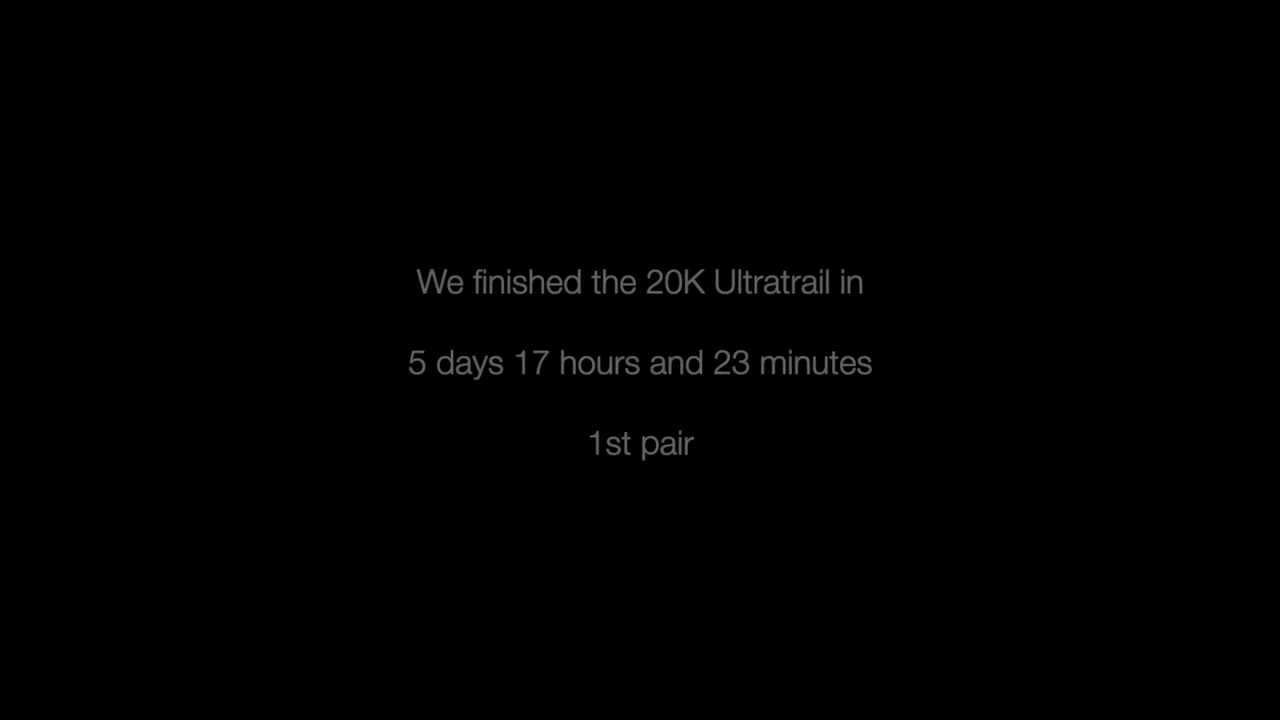 We finished the 20K Ultratrail in
5 days 17 hours and 23 minutes
1st pair